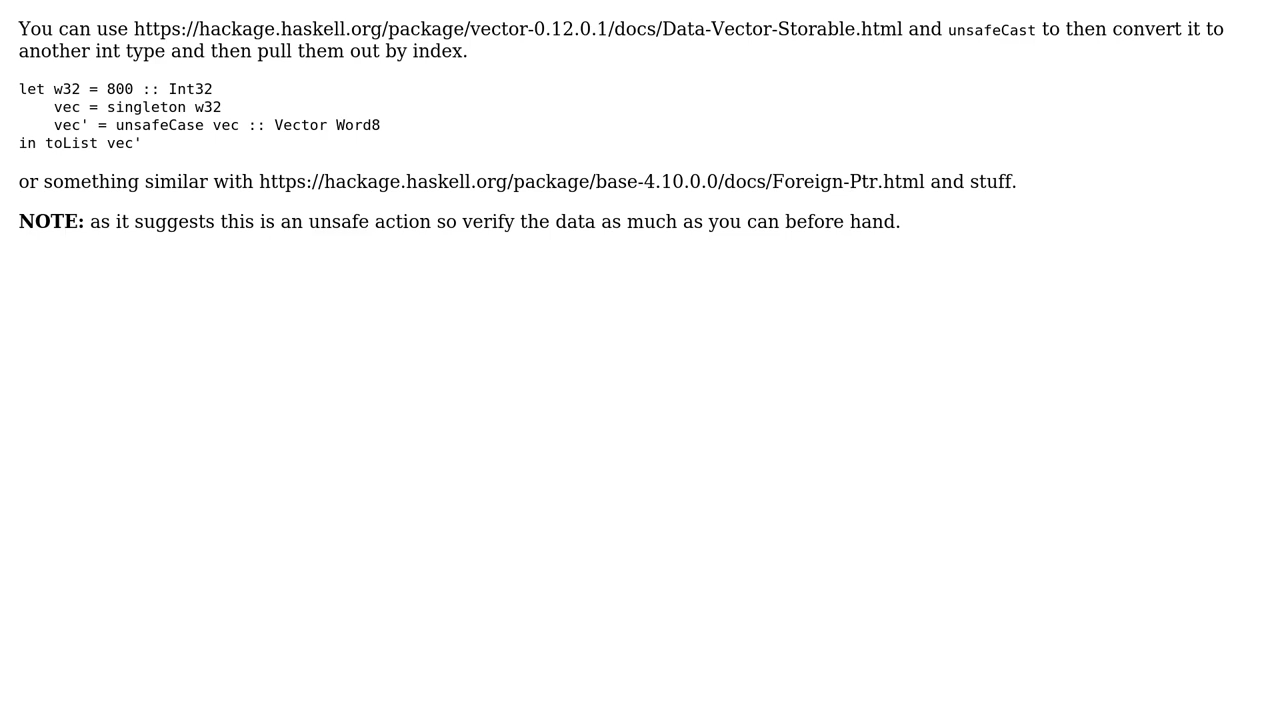 You can use https://hackage.haskell.org/package/vector-0.12.0.1/docs/Data-Vector-Storable.html and unsafeCast to then convert it to
another int type and then pull them out by index.
let w32 = 800 :: Int32
    vec = singleton w32
    vec' = unsafeCase vec :: Vector Word8
in toList vec'
or something similar with https://hackage.haskell.org/package/base-4.10.0.0/docs/Foreign-Ptr.html and stuff.
NOTE: as it suggests this is an unsafe action so verify the data as much as you can before hand.